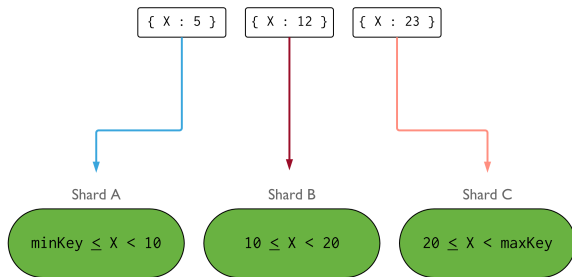 { X : 5 } { X : 12 } { X : 23 }
Shard A Shard B Shard C
minKey ≤ X < 10 10 ≤ X < 20 20 ≤ X < maxKey